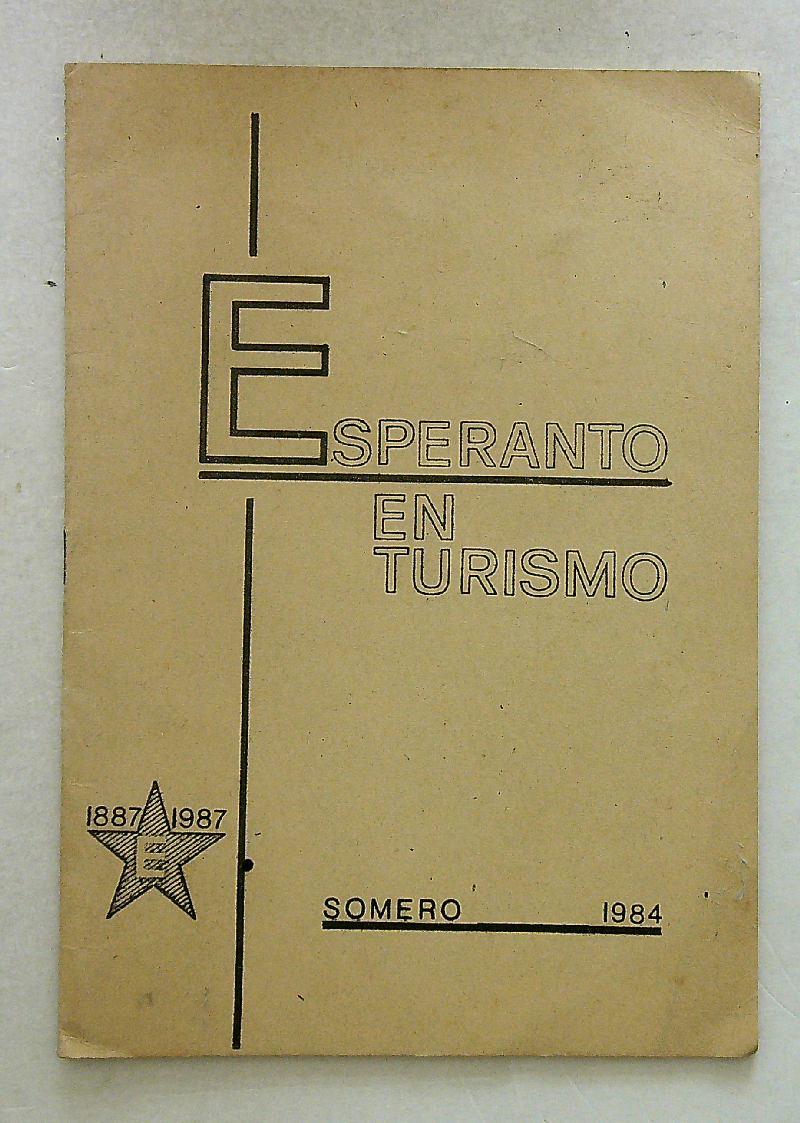 ESPERANTO
EN
TURISMO
1887 1987
E
SOMERO 1984